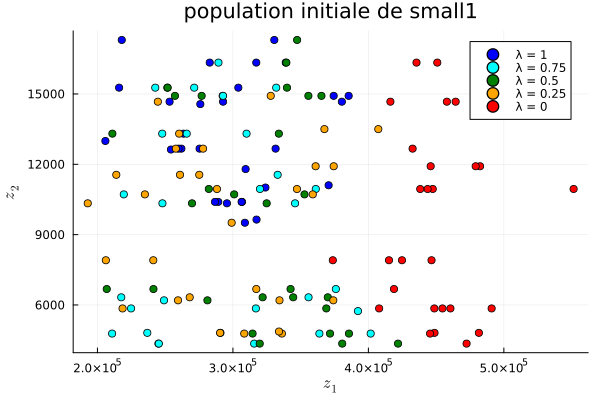 population initiale de small1
λ = 1
λ = 0.75
λ = 0.5
λ = 0.25
λ = 0
15000
12000
9000
6000
z₂
2.0×10⁵ 3.0×10⁵ 4.0×10⁵ 5.0×10⁵
z₁